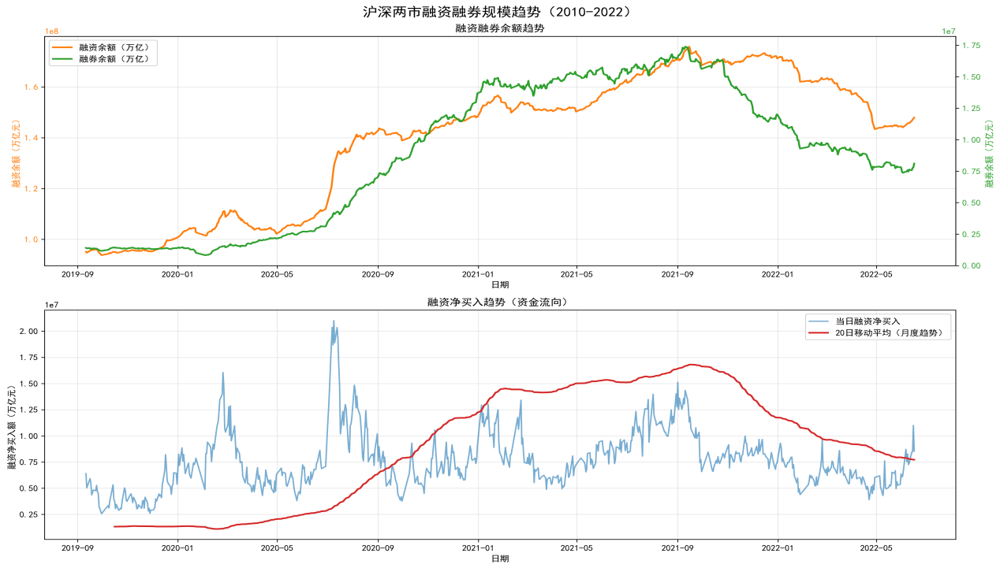 沪深两市融资融券规模趋势（2010-2022）
融资融券余额趋势
1e8
1e7
融资余额（万亿）
融券余额（万亿）
融资余额（万亿元）
1.6
1.4
1.2
1.0
1.75
1.50
1.25
1.00
0.75
0.50
0.25
0.00
融券余额（万亿元）
2019-09 2020-01 2020-05 2020-09 2021-01 2021-05 2021-09 2022-01 2022-05
日期
融资净买入趋势（资金流向）
1e7
当日融资净买入
20日移动平均（月度趋势）
融资净买入额（万亿元）
2.00
1.75
1.50
1.25
1.00
0.75
0.50
0.25
2019-09 2020-01 2020-05 2020-09 2021-01 2021-05 2021-09 2022-01 2022-05
日期